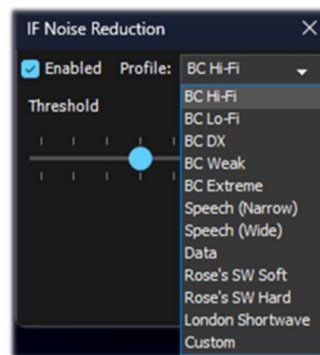 IF Noise Reduction
Enabled Profile: BC Hi-Fi
Threshold
BC Hi-Fi
BC Lo-Fi
BC DX
BC Weak
BC Extreme
Speech (Narrow)
Speech (Wide)
Data
Rose's SW Soft
Rose's SW Hard
London Shortwave
Custom